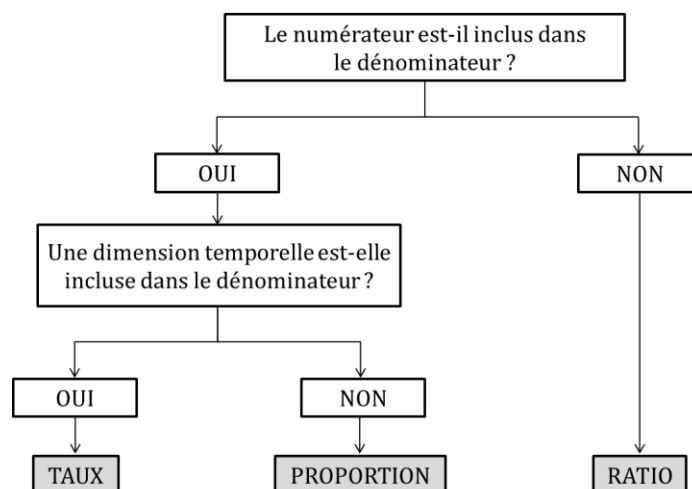 Le numérateur est-il inclus dans
le dénominateur ?
OUI
NON
Une dimension temporelle est-elle
incluse dans le dénominateur ?
OUI
NON
TAUX
PROPORTION
RATIO